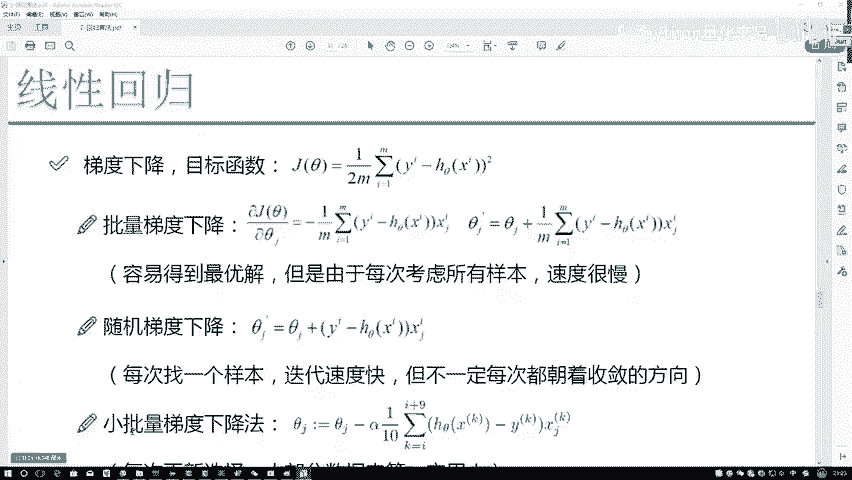 线性回归
梯度下降，目标函数： $J(\theta) = \frac{1}{2m}\sum_{i=1}^{m}(y^i - h_\theta(x^i))^2$
批量梯度下降： $\frac{\partial J(\theta)}{\partial \theta_j} = -\frac{1}{m}\sum_{i=1}^{m}(y^i - h_\theta(x^i))x_j^i$ $\theta_j' = \theta_j + \frac{1}{m}\sum_{i=1}^{m}(y^i - h_\theta(x^i))x_j^i$
（容易得到最优解，但是由于每次考虑所有样本，速度很慢）
随机梯度下降： $\theta_j' = \theta_j + (y^i - h_\theta(x^i))x_j^i$
（每次找一个样本，迭代速度快，但不一定每次都朝着收敛的方向）
小批量梯度下降法： $\theta_j := \theta_j - \alpha\frac{1}{10}\sum_{k=i}^{i+9}(h_\theta(x^{(k)}) - y^{(k)})x_j^{(k)}$